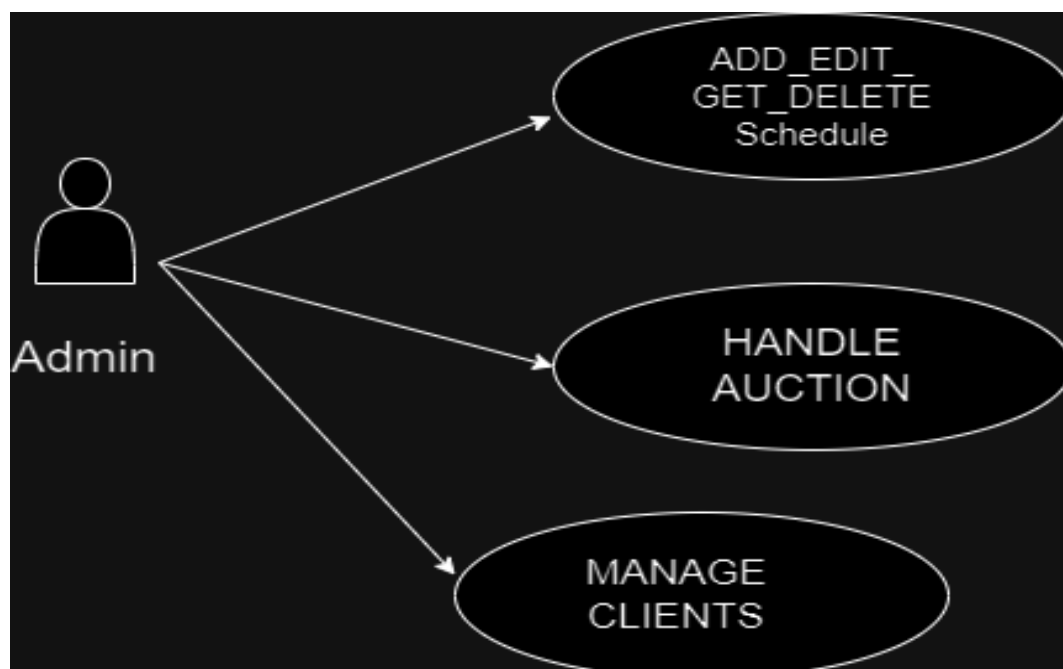 ADD_EDIT_
GET_DELETE
Schedule
Admin
HANDLE
AUCTION
MANAGE
CLIENTS